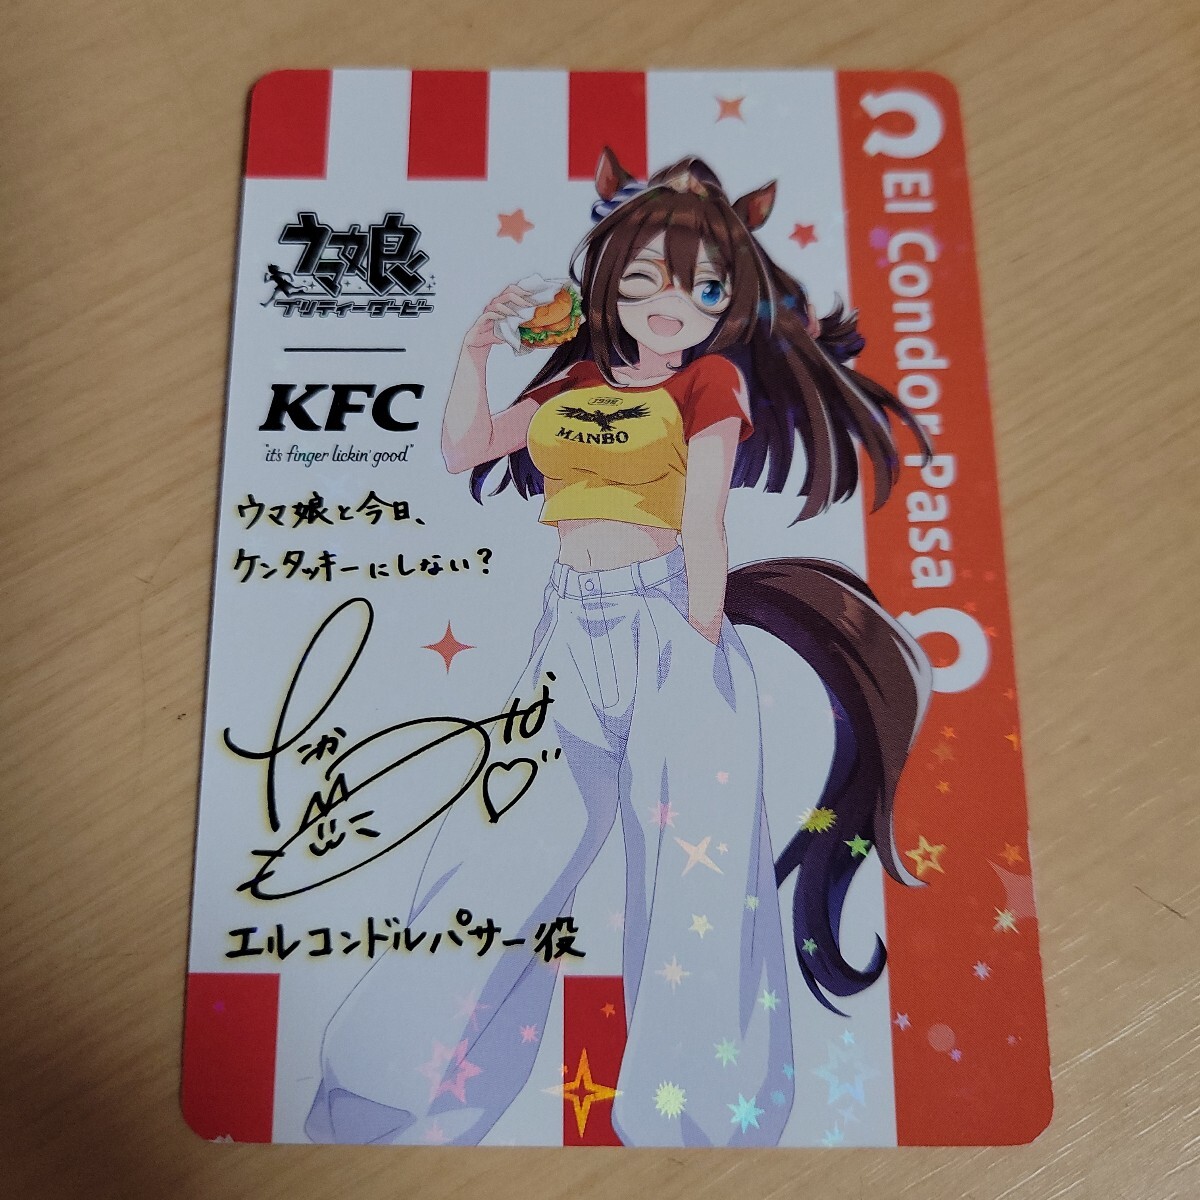 ウマ娘
プリティーダービー
KFC
"it's finger lickin' good"
ウマ娘と今日、
ケンタッキーにしない?
エルコンドルパサー役
1998
MANBO
El Condor Pasa